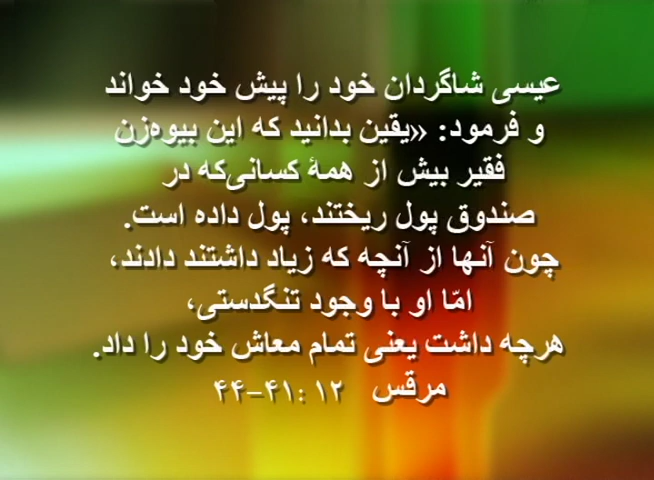 عیسی شاگردان خود را پیش خود خواند
و فرمود: «یقین بدانید که این بیوه‌زن
فقیر بیش از همهٔ کسانی‌که در
صندوق پول ریختند، پول داده است.
چون آنها از آنچه که زیاد داشتند دادند،
امّا او با وجود تنگدستی،
هرچه داشت یعنی تمام معاش خود را داد.
مرقس ۱۲ :۴۱-۴۴